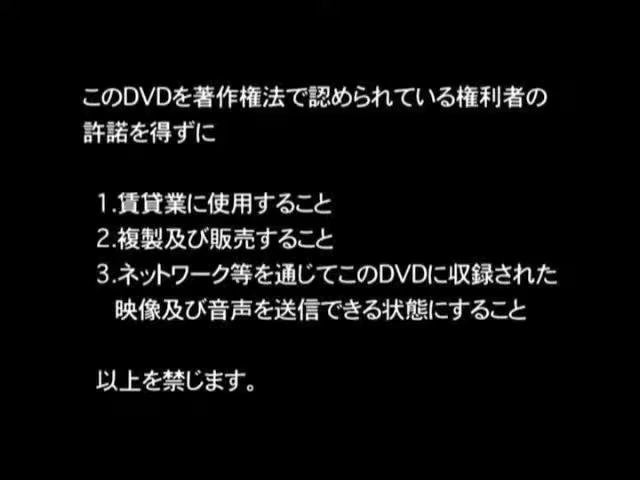 このDVDを著作権法で認められている権利者の
許諾を得ずに
1.賃貸業に使用すること
2.複製及び販売すること
3.ネットワーク等を通じてこのDVDに収録された
映像及び音声を送信できる状態にすること
以上を禁じます。